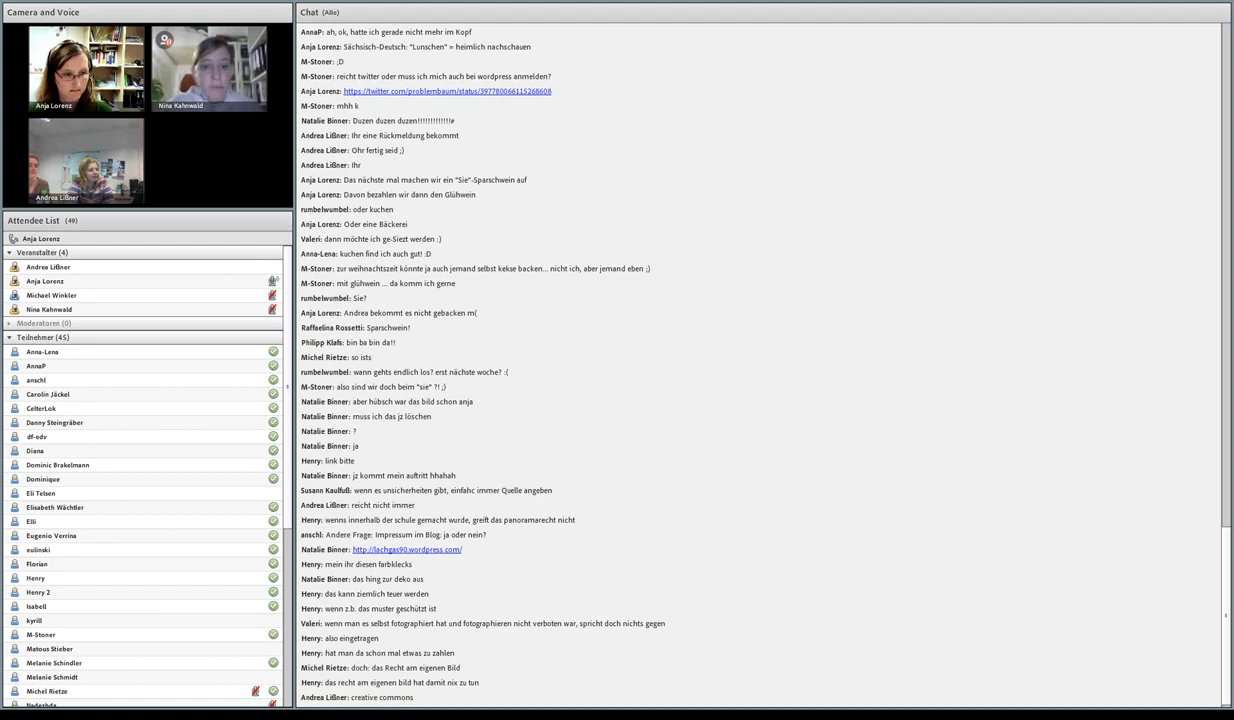 Camera and Voice
Anja Lorenz
Nina Kahnwald
Andrea Lißner
Attendee List (49)
Anja Lorenz
Veranstalter (4)
Andrea Lißner
Anja Lorenz
Michael Winkler
Nina Kahnwald
Moderatoren (0)
Teilnehmer (45)
Anna-Lena
AnnaP
anschl
Carolin Jäckel
CelterLok
Danny Steingräber
df-edv
Diana
Dominic Brakelmann
Dominique
Eli Telsen
Elisabeth Wächtler
Elli
Eugenio Verrina
eulinski
Florian
Henry
Henry 2
Isabell
kyrill
M-Stoner
Matous Stieber
Melanie Schindler
Melanie Schmidt
Michel Rietze
Nadezhda
Chat (Alle)
AnnaP: ah, ok, hatte ich gerade nicht mehr im Kopf
Anja Lorenz: Sächsisch-Deutsch: "Lunschen" = heimlich nachschauen
M-Stoner: ;D
M-Stoner: reicht twitter oder muss ich mich auch bei wordpress anmelden?
Anja Lorenz: https://twitter.com/problembaum/status/397780066115268608
M-Stoner: mhh k
Natalie Binner: Duzen duzen duzen!!!!!!!!!!!!!#
Andrea Lißner: Ihr eine Rückmeldung bekommt
Andrea Lißner: Ohr fertig seid ;)
Andrea Lißner: Ihr
Anja Lorenz: Das nächste mal machen wir ein "Sie"-Sparschwein auf
Anja Lorenz: Davon bezahlen wir dann den Glühwein
rumbelwumbel: oder kuchen
Anja Lorenz: Oder eine Bäckerei
Valeri: dann möchte ich ge-Siezt werden :)
Anna-Lena: kuchen find ich auch gut! :D
M-Stoner: zur weihnachtszeit könnte ja auch jemand selbst kekse backen... nicht ich, aber jemand eben ;)
M-Stoner: mit glühwein ... da komm ich gerne
rumbelwumbel: Sie?
Anja Lorenz: Andrea bekommt es nicht gebacken m(
Raffaelina Rossetti: Sparschwein!
Philipp Klafs: bin ba bin da!!
Michel Rietze: so ists
rumbelwumbel: wann gehts endlich los? erst nächste woche? :(
M-Stoner: also sind wir doch beim "sie" ?! ;)
Natalie Binner: aber hübsch war das bild schon anja
Natalie Binner: muss ich das jz löschen
Natalie Binner: ?
Natalie Binner: ja
Henry: link bitte
Natalie Binner: jz kommt mein auftritt hhahah
Susann Kaulfuß: wenn es unsicherheiten gibt, einfahc immer Quelle angeben
Andrea Lißner: reicht nicht immer
Henry: wenns innerhalb der schule gemacht wurde, greift das panoramarecht nicht
anschl: Andere Frage: Impressum im Blog: ja oder nein?
Natalie Binner: http://lachgas90.wordpress.com/
Henry: mein ihr diesen farbklecks
Natalie Binner: das hing zur deko aus
Henry: das kann ziemlich teuer werden
Henry: wenn z.b. das muster geschützt ist
Valeri: wenn man es selbst fotographiert hat und fotographieren nicht verboten war, spricht doch nichts gegen
Henry: also eingetragen
Henry: hat man da schon mal etwas zu zahlen
Michel Rietze: doch: das Recht am eigenen Bild
Henry: das recht am eigenen bild hat damit nix zu tun
Andrea Lißner: creative commons